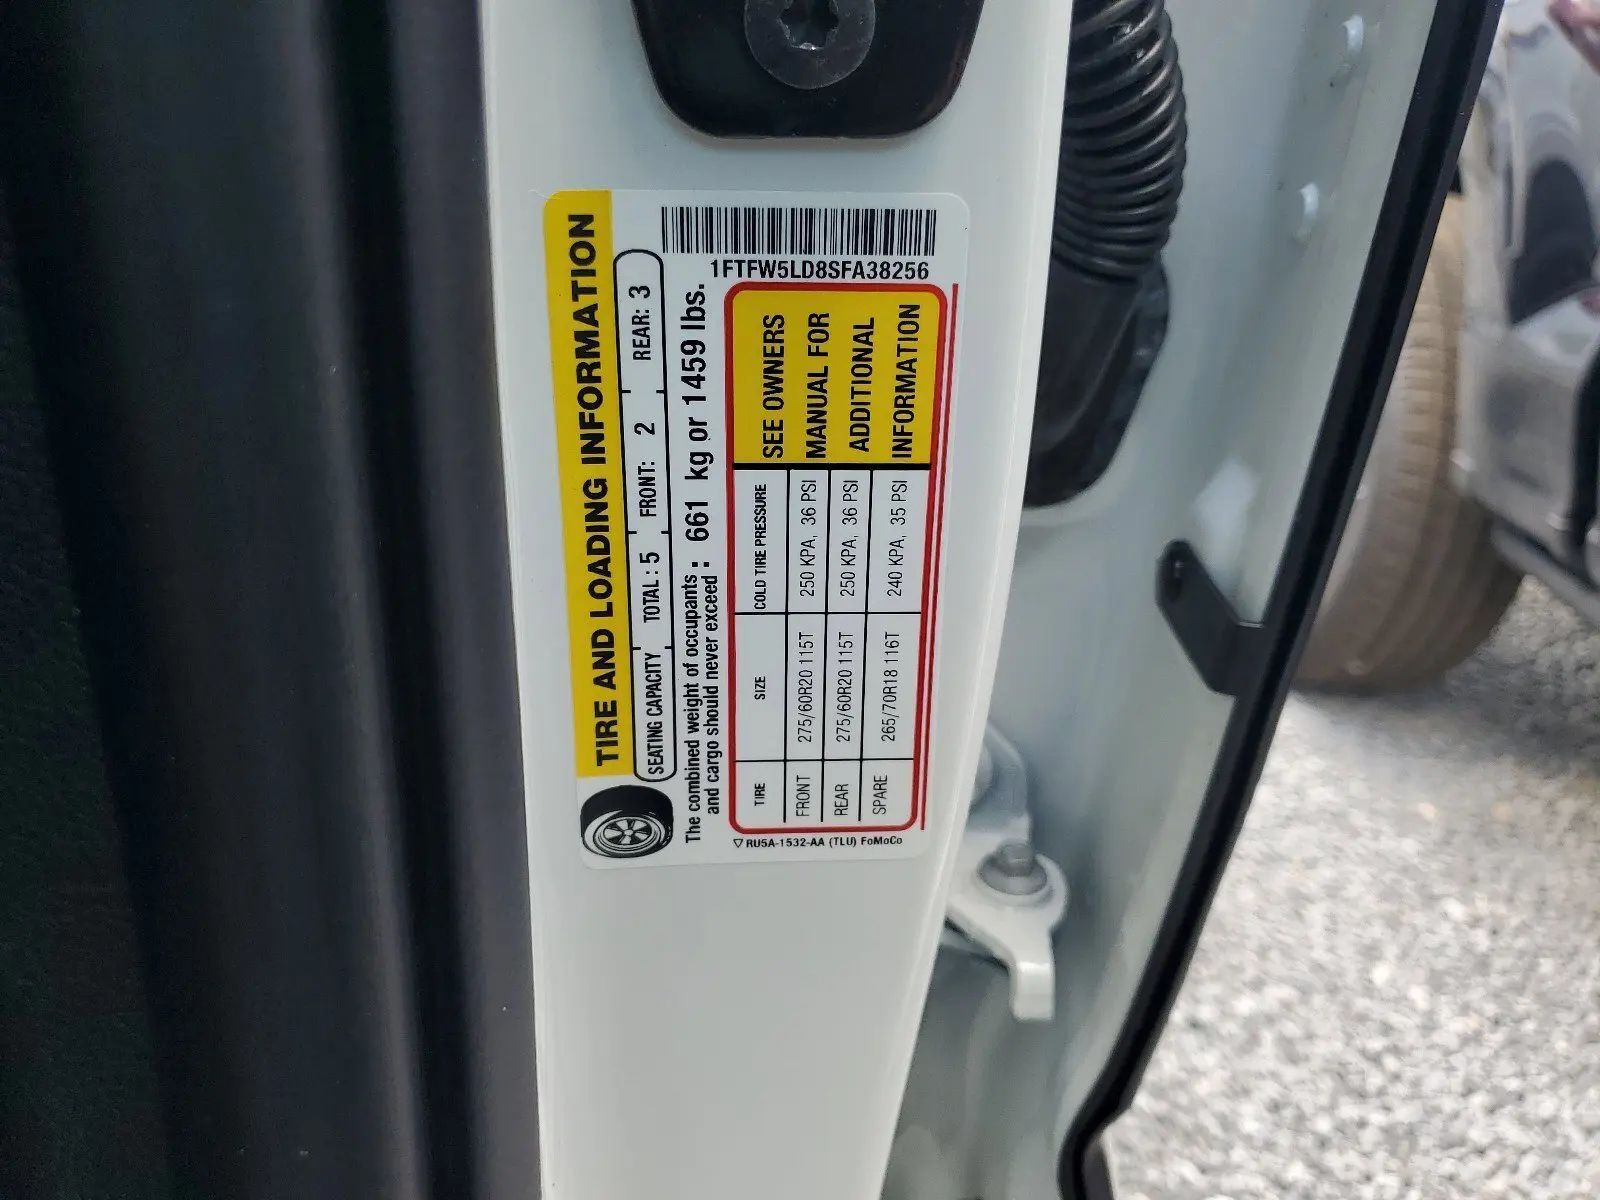 1FTFW5LD8SFA38256
TIRE AND LOADING INFORMATION
SEATING CAPACITY TOTAL : 5 FRONT: 2 REAR: 3
The combined weight of occupants
and cargo should never exceed : 661 kg or 1459 lbs.
TIRE SIZE COLD TIRE PRESSURE
FRONT 275/60R20 115T 250 KPA, 36 PSI
REAR 275/60R20 115T 250 KPA, 36 PSI
SPARE 265/70R18 116T 240 KPA, 35 PSI
SEE OWNERS
MANUAL FOR
ADDITIONAL
INFORMATION
RU5A-1532-AA (TLU) FoMoCo